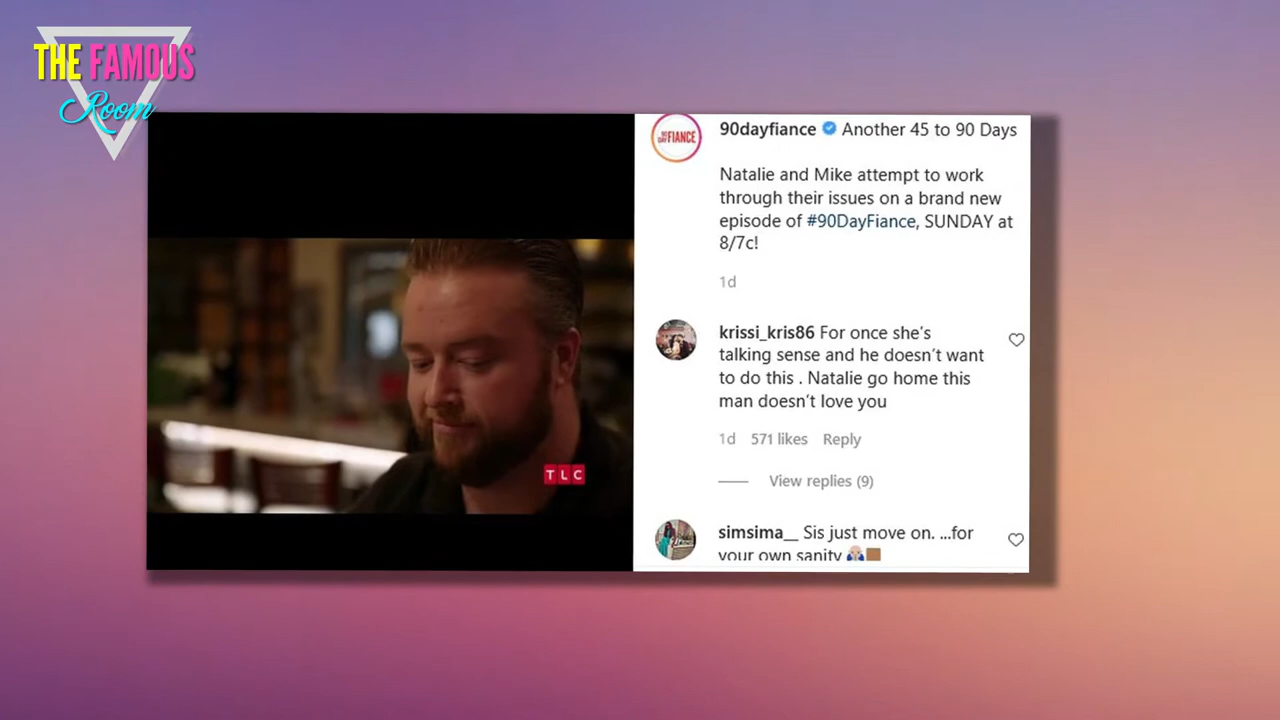 THE FAMOUS
Room
90dayfiance Another 45 to 90 Days
Natalie and Mike attempt to work
through their issues on a brand new
episode of #90DayFiance, SUNDAY at
8/7c!
1d
krissi_kris86 For once she's
talking sense and he doesn't want
to do this . Natalie go home this
man doesn't love you
1d 571 likes Reply
View replies (9)
simsima__ Sis just move on. ...for
your own sanity
TLC
90
DAY FIANCE